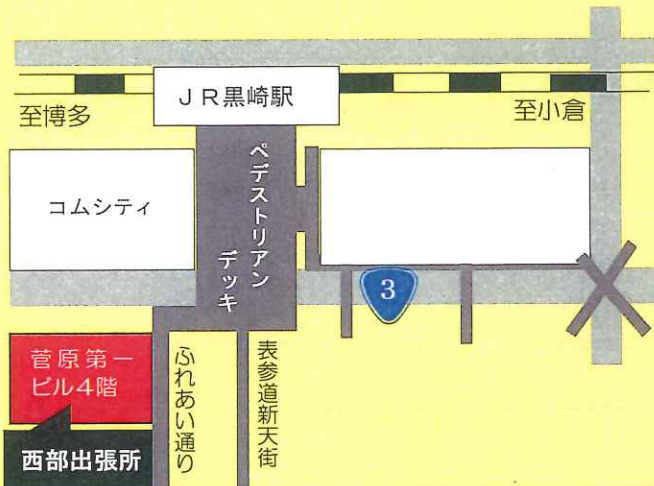 JR黒崎駅
至博多
至小倉
コムシティ
ペデストリアン
デッキ
3
菅原第一
ビル4階
ふれあい通り
表参道新天街
西部出張所